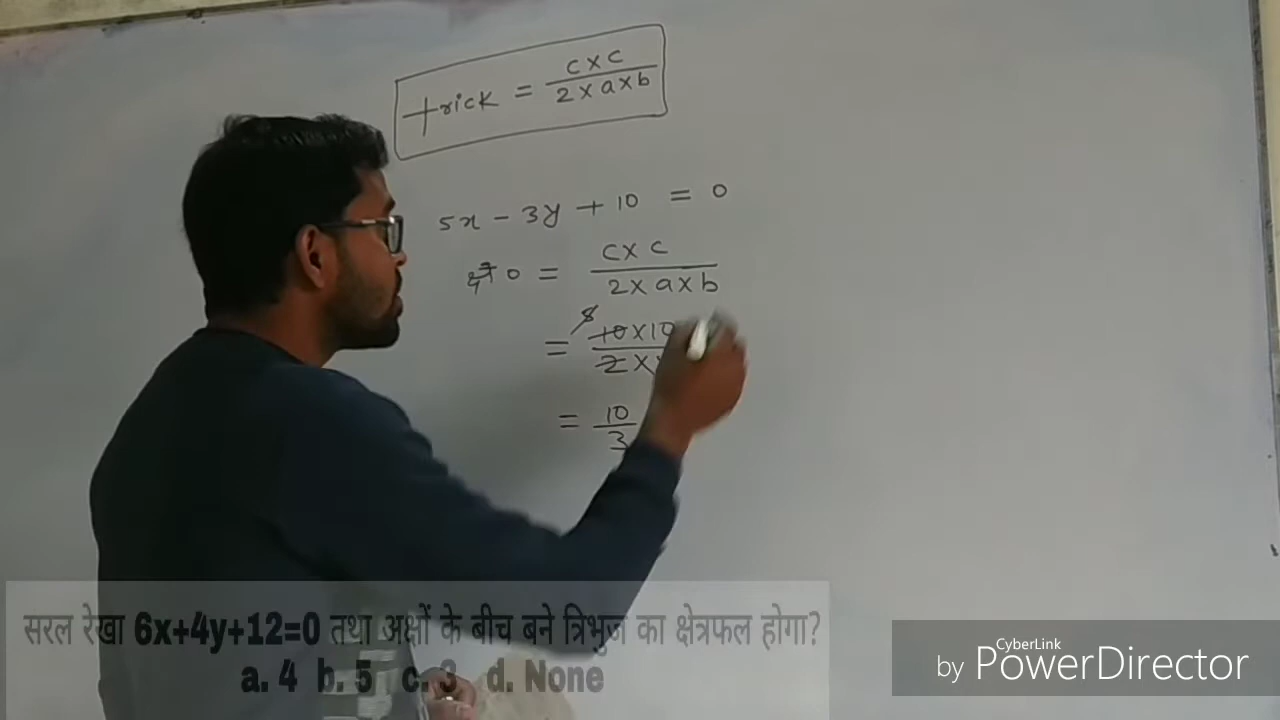 trick = c×c / 2×a×b
5x - 3y + 10 = 0
क्षे० = c×c / 2×a×b
= 10×10 / 2×
= 10 / 3
सरल रेखा 6x+4y+12=0 तथा अक्षों के बीच बने त्रिभुज का क्षेत्रफल होगा?
a. 4 b. 5 c. 3 d. None
CyberLink
by PowerDirector